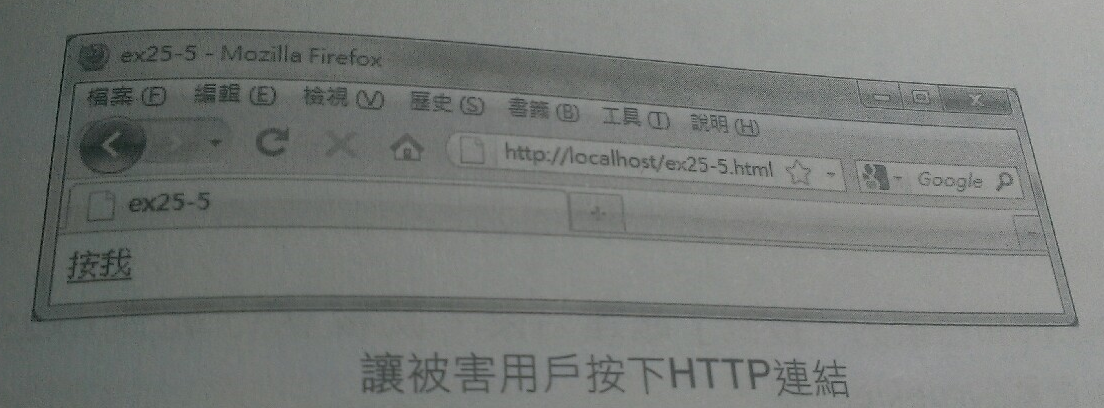 ex25-5 - Mozilla Firefox
檔案(F) 編輯(E) 檢視(V) 歷史(S) 書籤(B) 工具(T) 說明(H)
http://localhost/ex25-5.html Google
ex25-5
按我
讓被害用戶按下HTTP連結